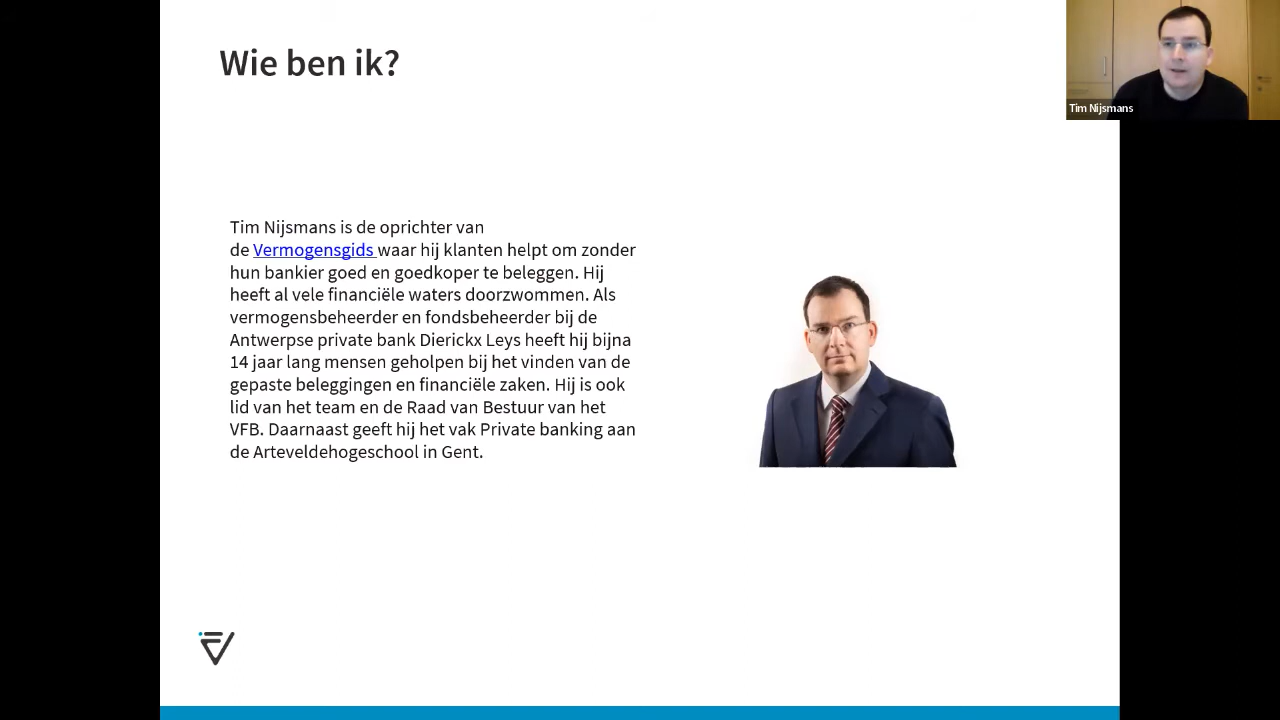 Wie ben ik?
Tim Nijsmans
Tim Nijsmans is de oprichter van
de Vermogensgids waar hij klanten helpt om zonder
hun bankier goed en goedkoper te beleggen. Hij
heeft al vele financiële waters doorzwommen. Als
vermogensbeheerder en fondsbeheerder bij de
Antwerpse private bank Dierickx Leys heeft hij bijna
14 jaar lang mensen geholpen bij het vinden van de
gepaste beleggingen en financiële zaken. Hij is ook
lid van het team en de Raad van Bestuur van het
VFB. Daarnaast geeft hij het vak Private banking aan
de Arteveldehogeschool in Gent.